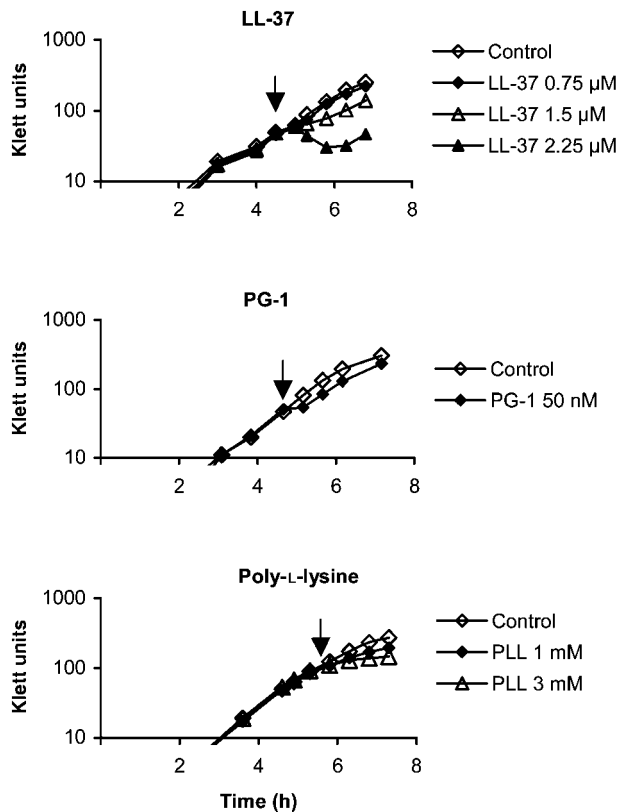 LL-37
1000
100
10
Klett units
2 4 6 8
Control
LL-37 0.75 µM
LL-37 1.5 µM
LL-37 2.25 µM
PG-1
1000
100
10
Klett units
2 4 6 8
Control
PG-1 50 nM
Poly-L-lysine
1000
100
10
Klett units
2 4 6 8
Time (h)
Control
PLL 1 mM
PLL 3 mM